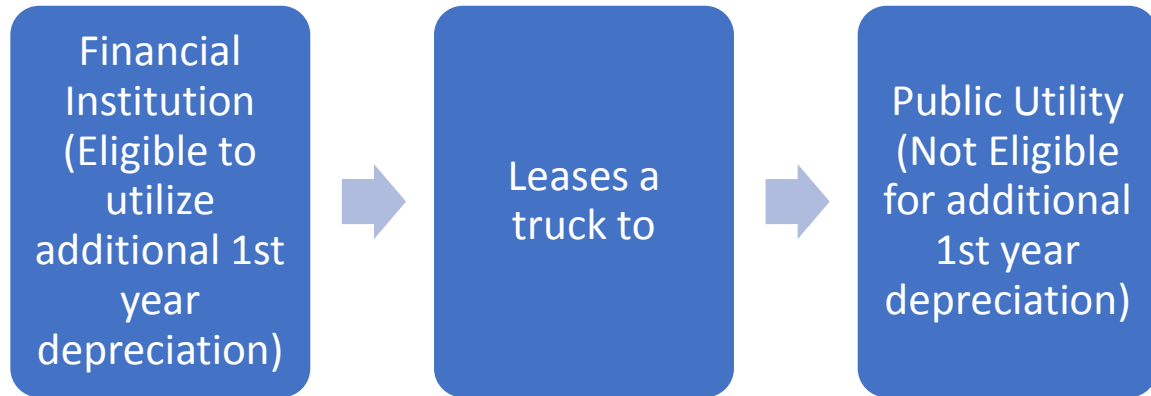 Financial
Institution
(Eligible to
utilize
additional 1st
year
depreciation)
Leases a
truck to
Public Utility
(Not Eligible
for additional
1st year
depreciation)